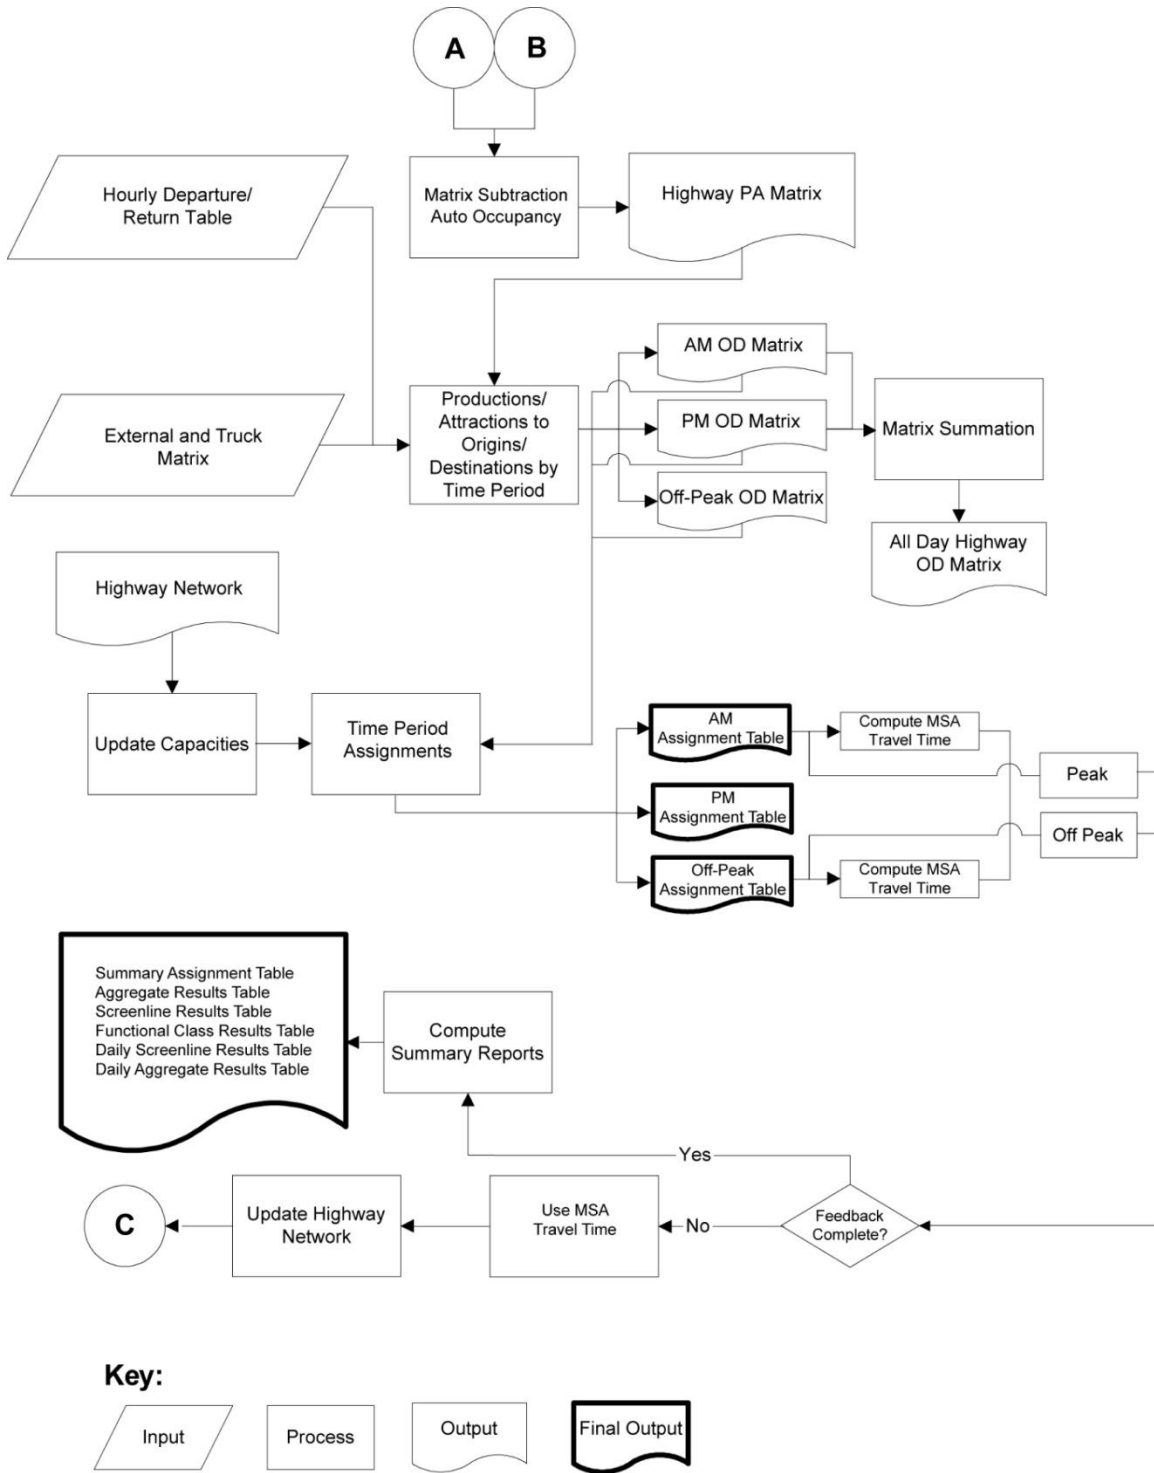 A
B
Hourly Departure/
Return Table
Matrix Subtraction
Auto Occupancy
Highway PA Matrix
External and Truck
Matrix
Productions/
Attractions to
Origins/
Destinations by
Time Period
AM OD Matrix
PM OD Matrix
Off-Peak OD Matrix
Matrix Summation
All Day Highway
OD Matrix
Highway Network
Update Capacities
Time Period
Assignments
AM
Assignment Table
PM
Assignment Table
Off-Peak
Assignment Table
Compute MSA
Travel Time
Compute MSA
Travel Time
Peak
Off Peak
Summary Assignment Table
Aggregate Results Table
Screenline Results Table
Functional Class Results Table
Daily Screenline Results Table
Daily Aggregate Results Table
Compute
Summary Reports
Yes
C
Update Highway
Network
Use MSA
Travel Time
No
Feedback
Complete?
Key:
Input
Process
Output
Final Output